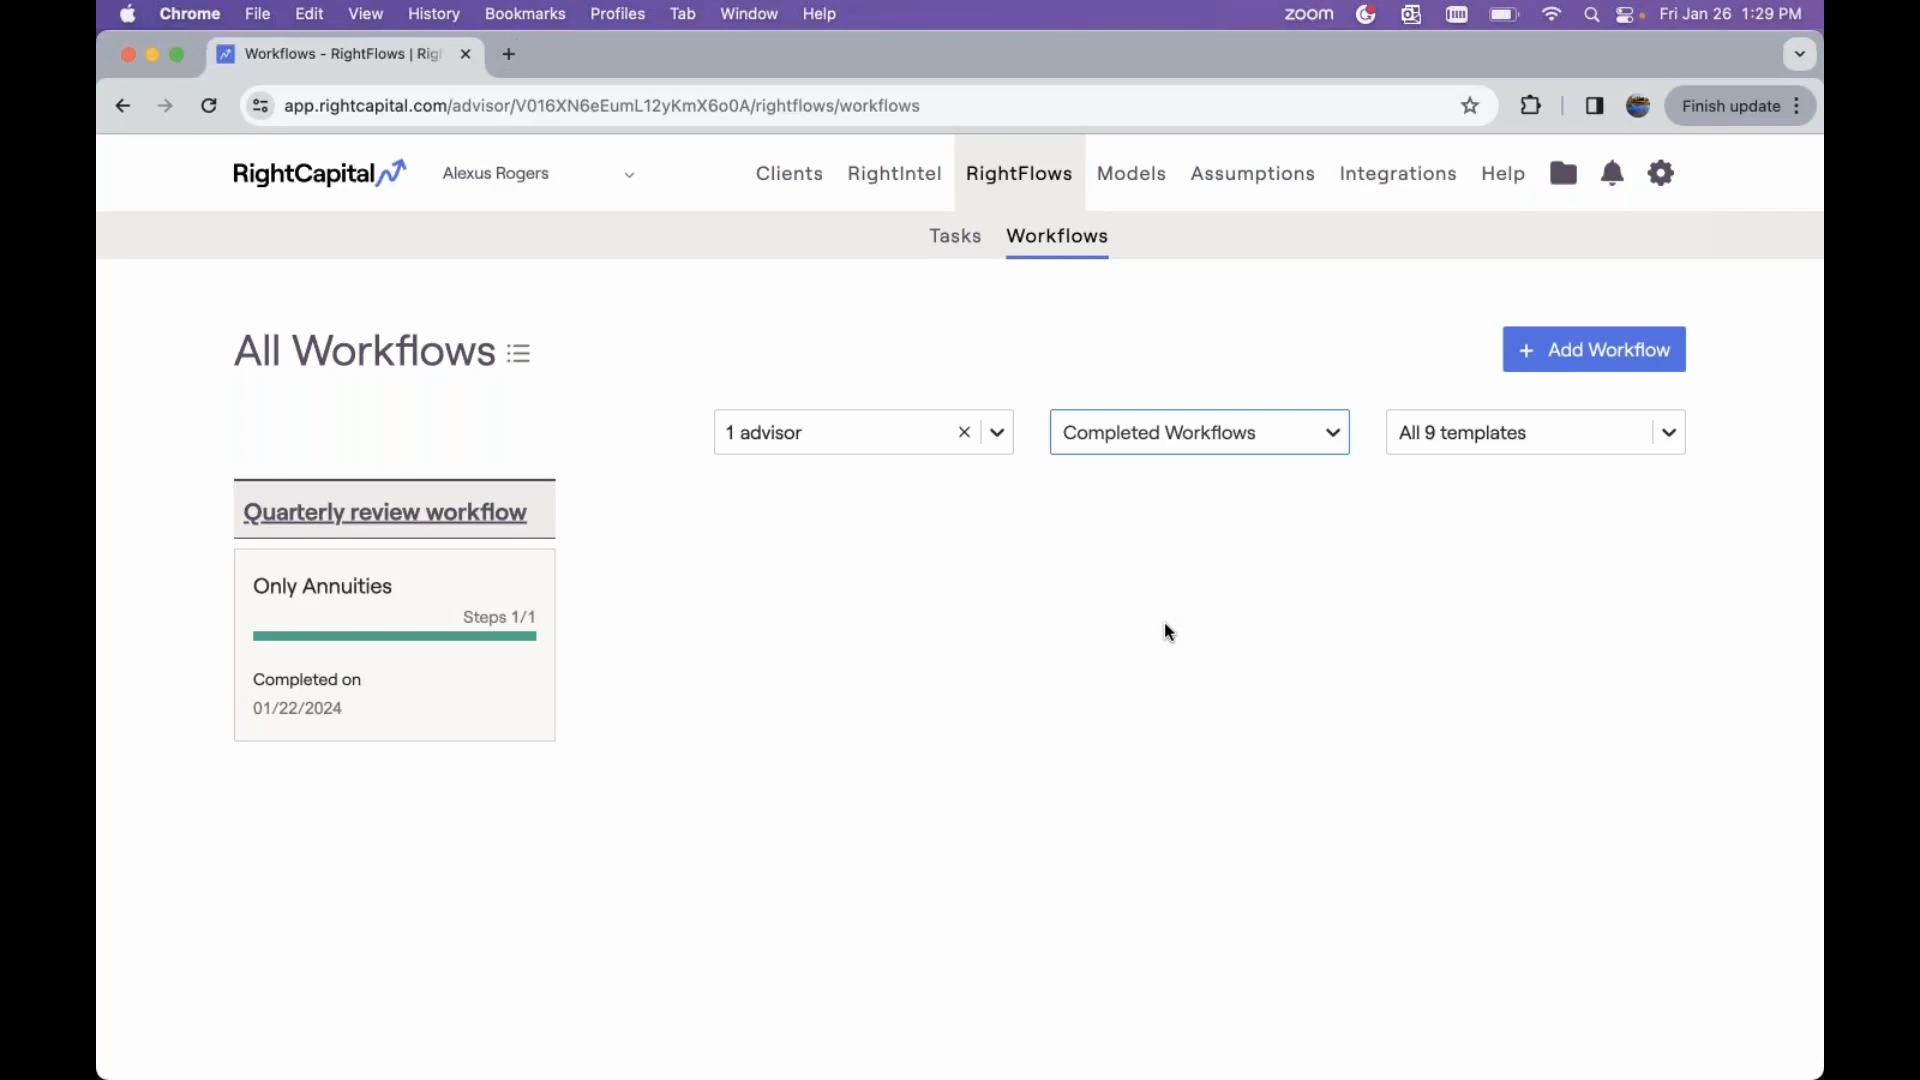 Chrome File Edit View History Bookmarks Profiles Tab Window Help zoom Fri Jan 26 1:29 PM
Workflows - RightFlows | Rig
app.rightcapital.com/advisor/V016XN6eEumL12yKmX6o0A/rightflows/workflows Finish update
RightCapital Alexus Rogers Clients RightIntel RightFlows Models Assumptions Integrations Help
Tasks Workflows
All Workflows + Add Workflow
1 advisor Completed Workflows All 9 templates
Quarterly review workflow
Only Annuities
Steps 1/1
Completed on
01/22/2024